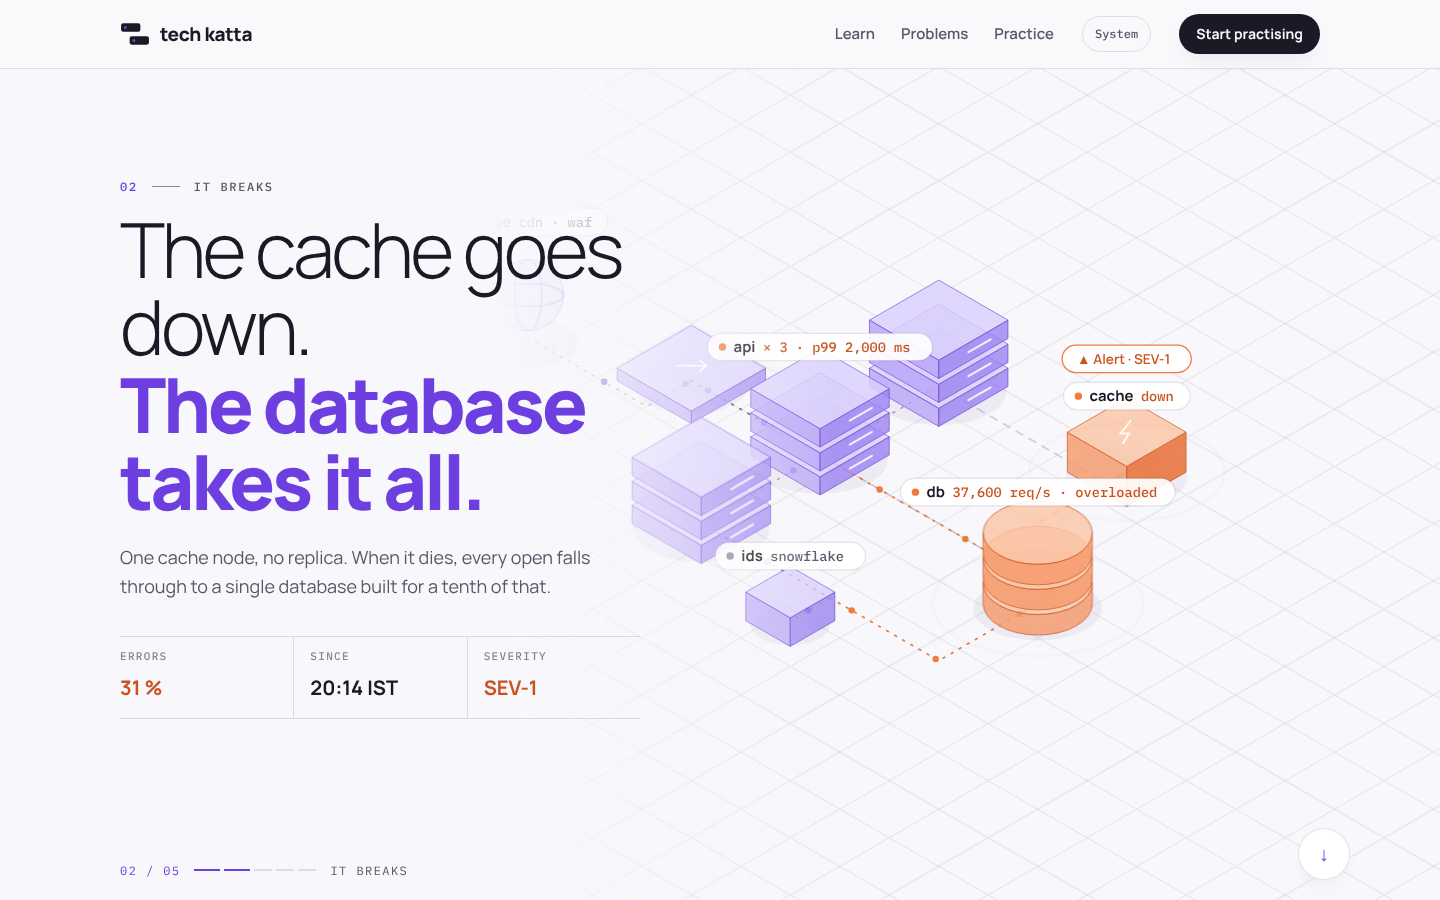 tech katta
Learn
Problems
Practice
System
Start practising
02 — IT BREAKS
The cache goes
down.
The database
takes it all.
One cache node, no replica. When it dies, every open falls
through to a single database built for a tenth of that.
ERRORS
31 %
SINCE
20:14 IST
SEVERITY
SEV-1
cdn · waf
api × 3 · p99 2,000 ms
▲ Alert · SEV-1
cache down
db 37,600 req/s · overloaded
ids snowflake
02 / 05
IT BREAKS
↓